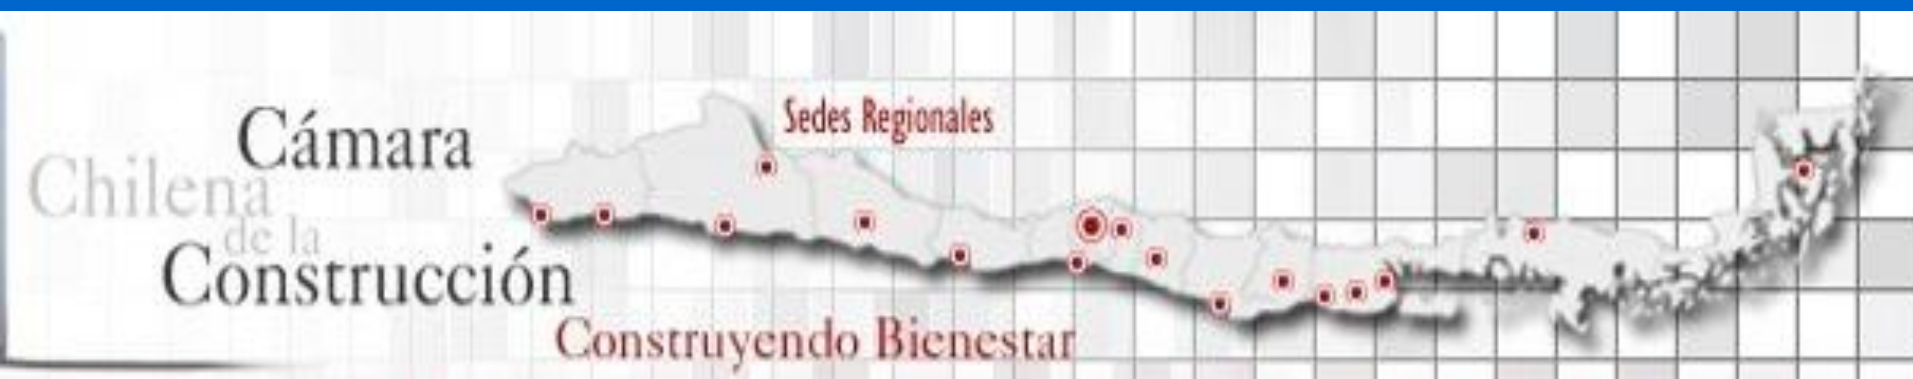 Cámara
Chilena
de la
Construcción
Sedes Regionales
Construyendo Bienestar